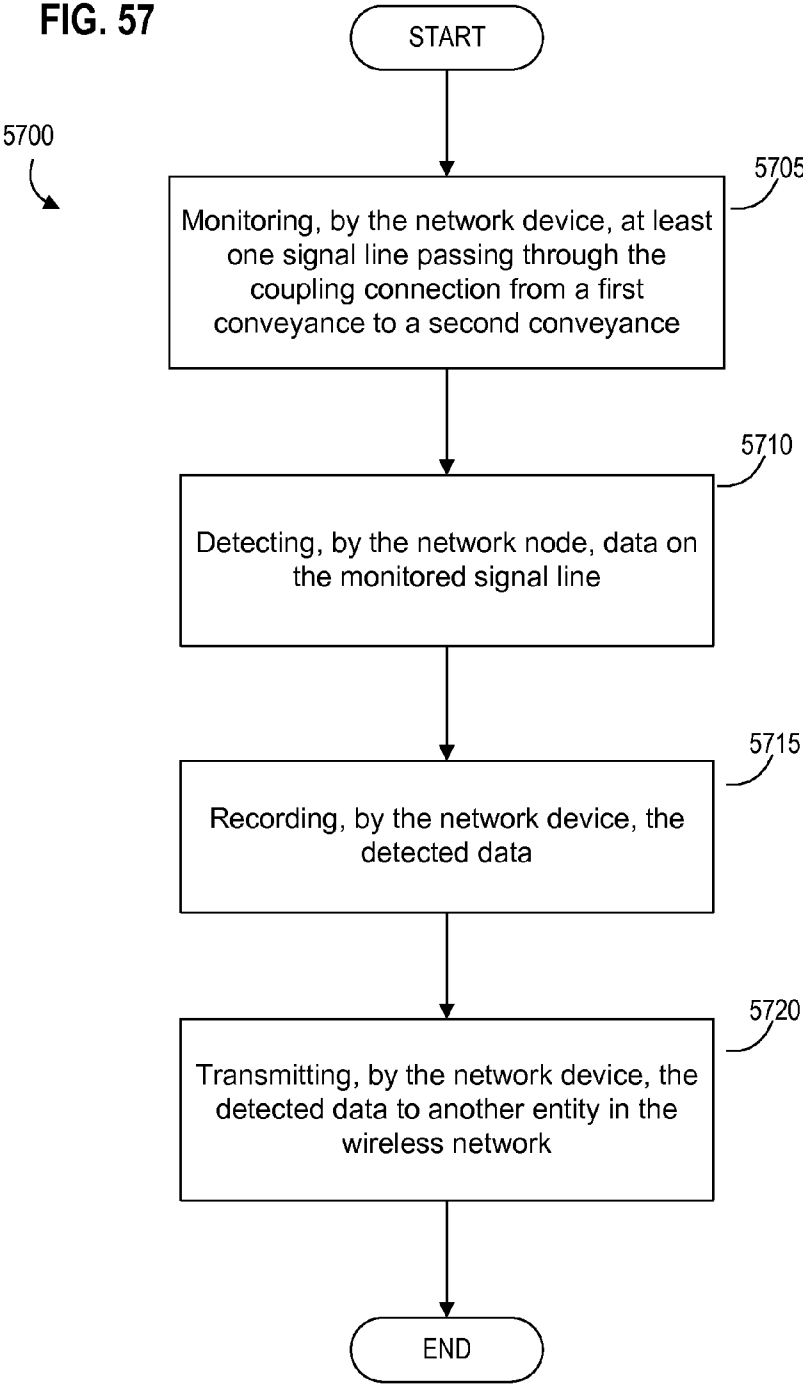 FIG. 57
START
5700
5705
Monitoring, by the network device, at least
one signal line passing through the
coupling connection from a first
conveyance to a second conveyance
5710
Detecting, by the network node, data on
the monitored signal line
5715
Recording, by the network device, the
detected data
5720
Transmitting, by the network device, the
detected data to another entity in the
wireless network
END